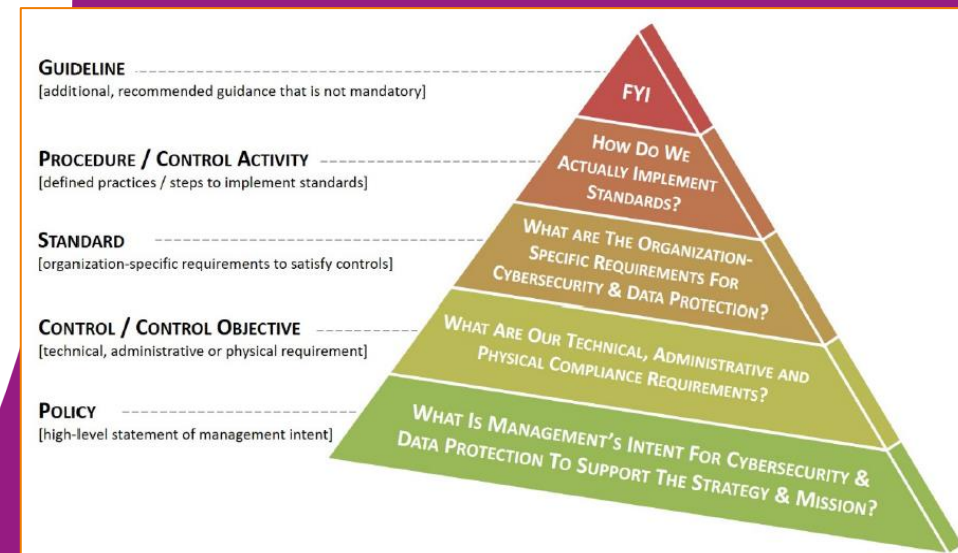 GUIDELINE
[additional, recommended guidance that is not mandatory]
FYI
PROCEDURE / CONTROL ACTIVITY
[defined practices / steps to implement standards]
HOW DO WE
ACTUALLY IMPLEMENT
STANDARDS?
STANDARD
[organization-specific requirements to satisfy controls]
WHAT ARE THE ORGANIZATION-
SPECIFIC REQUIREMENTS FOR
CYBERSECURITY & DATA PROTECTION?
CONTROL / CONTROL OBJECTIVE
[technical, administrative or physical requirement]
WHAT ARE OUR TECHNICAL, ADMINISTRATIVE AND
PHYSICAL COMPLIANCE REQUIREMENTS?
POLICY
[high-level statement of management intent]
WHAT IS MANAGEMENT'S INTENT FOR CYBERSECURITY &
DATA PROTECTION TO SUPPORT THE STRATEGY & MISSION?